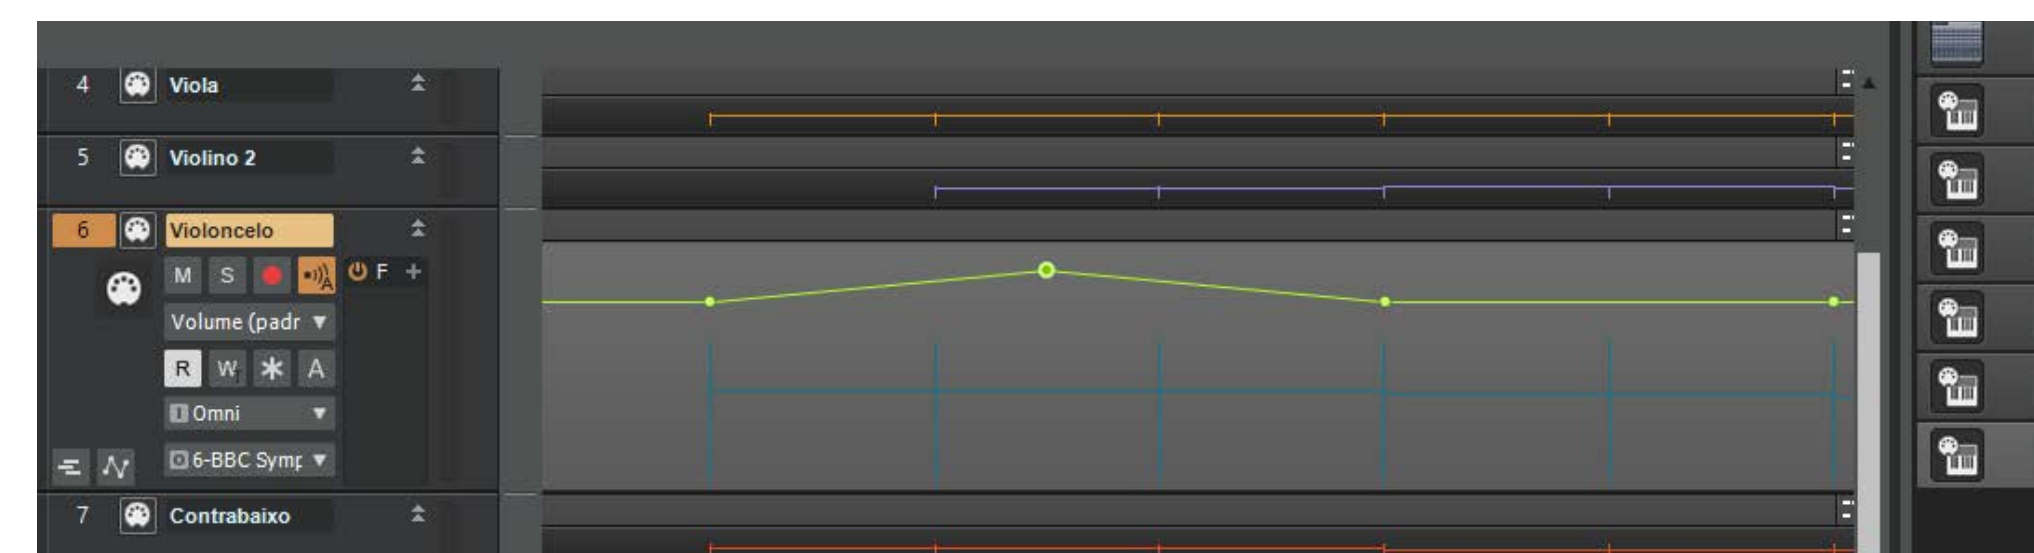 4 Viola
5 Violino 2
6 Violoncelo
M S A F +
Volume (padr
R W A
I Omni
O 6-BBC Symp
7 Contrabaixo